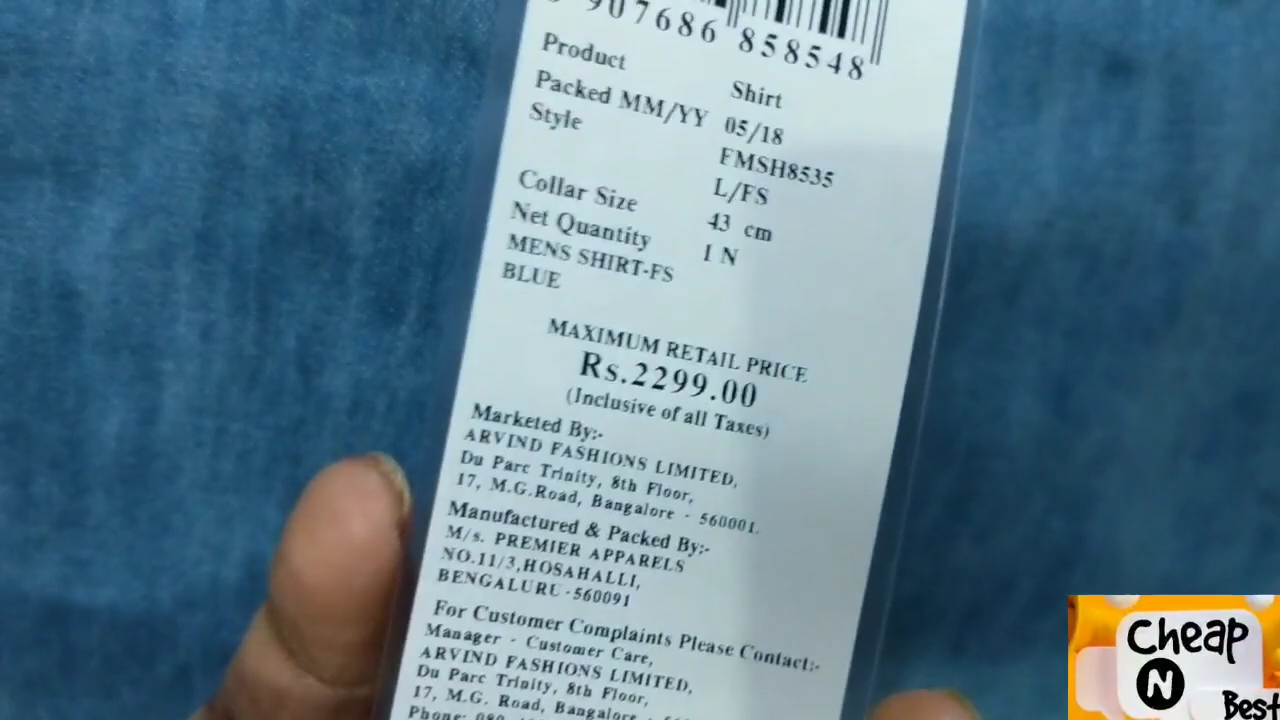 907686 858548
Product Shirt
Packed MM/YY 05/18
Style FMSH8535
L/FS
Collar Size 43 cm
Net Quantity 1 N
MENS SHIRT-FS
BLUE
MAXIMUM RETAIL PRICE
Rs.2299.00
(Inclusive of all Taxes)
Marketed By:-
ARVIND FASHIONS LIMITED,
Du Parc Trinity, 8th Floor,
17, M.G.Road, Bangalore - 560001.
Manufactured & Packed By:-
M/s. PREMIER APPARELS
NO.11/3,HOSAHALLI,
BENGALURU-560091
For Customer Complaints Please Contact:-
Manager - Customer Care,
ARVIND FASHIONS LIMITED,
Du Parc Trinity, 8th Floor,
17, M.G. Road, Bangalore - 
Phone: 080
Cheap
N
Best